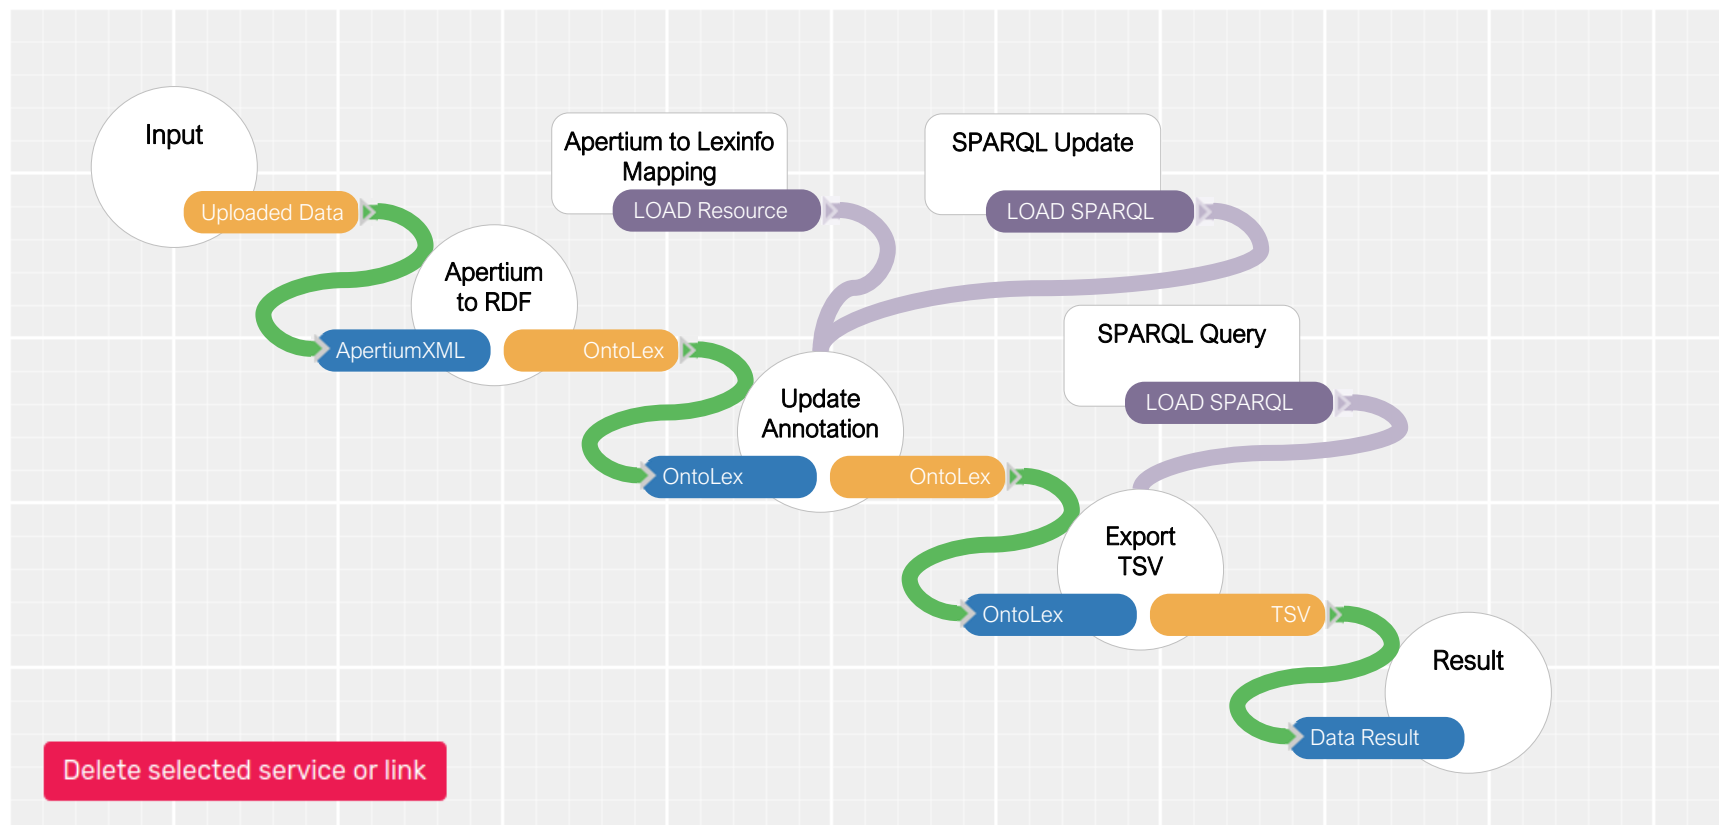 Input
Uploaded Data
Apertium to Lexinfo
Mapping
LOAD Resource
SPARQL Update
LOAD SPARQL
Apertium
to RDF
ApertiumXML
OntoLex
SPARQL Query
LOAD SPARQL
Update
Annotation
OntoLex
OntoLex
Export
TSV
OntoLex
TSV
Result
Data Result
Delete selected service or link